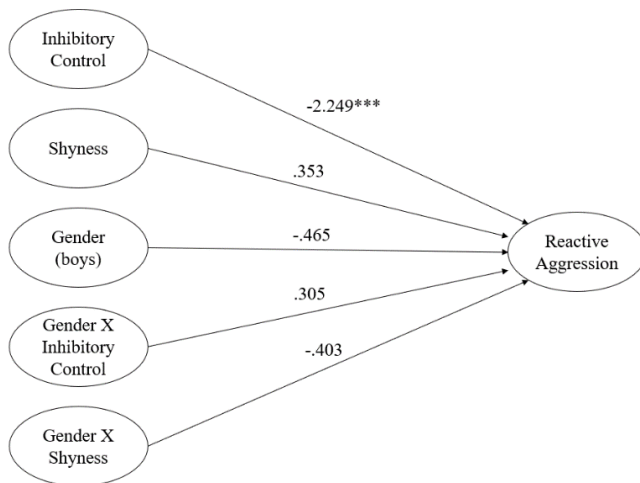 Inhibitory
Control
-2.249***
Shyness
.353
Gender
(boys)
-.465
Reactive
Aggression
.305
Gender X
Inhibitory
Control
-.403
Gender X
Shyness